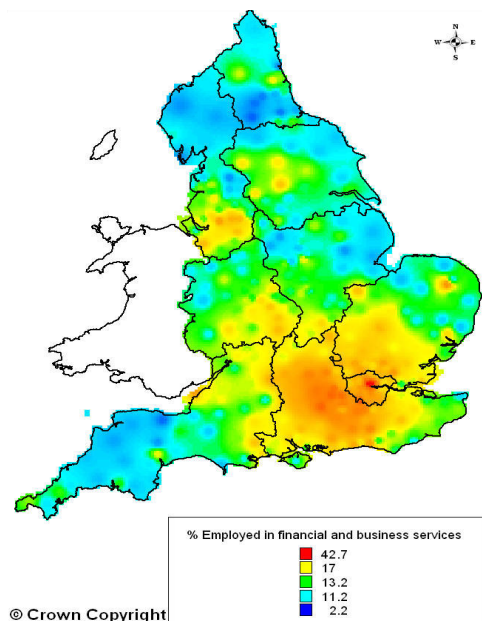 N
W E
S
% Employed in financial and business services
42.7
17
13.2
11.2
2.2
© Crown Copyright